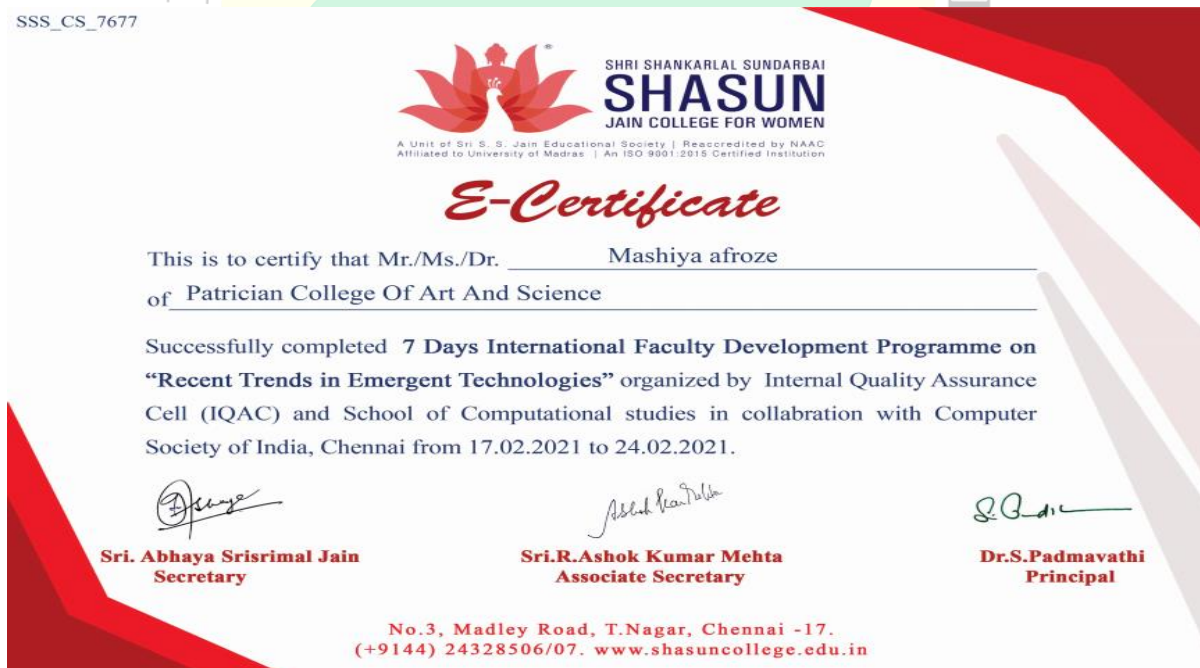 SSS_CS_7677
®
SHRI SHANKARLAL SUNDARBAI
SHASUN
JAIN COLLEGE FOR WOMEN
A Unit of Sri S. S. Jain Educational Society | Reaccredited by NAAC
Affiliated to University of Madras | An ISO 9001:2015 Certified Institution
E-Certificate
This is to certify that Mr./Ms./Dr. Mashiya afroze
of Patrician College Of Art And Science
Successfully completed 7 Days International Faculty Development Programme on
“Recent Trends in Emergent Technologies” organized by Internal Quality Assurance
Cell (IQAC) and School of Computational studies in collabration with Computer
Society of India, Chennai from 17.02.2021 to 24.02.2021.
Sri. Abhaya Srisrimal Jain
Secretary
Sri.R.Ashok Kumar Mehta
Associate Secretary
Dr.S.Padmavathi
Principal
No.3, Madley Road, T.Nagar, Chennai -17.
(+9144) 24328506/07. www.shasuncollege.edu.in